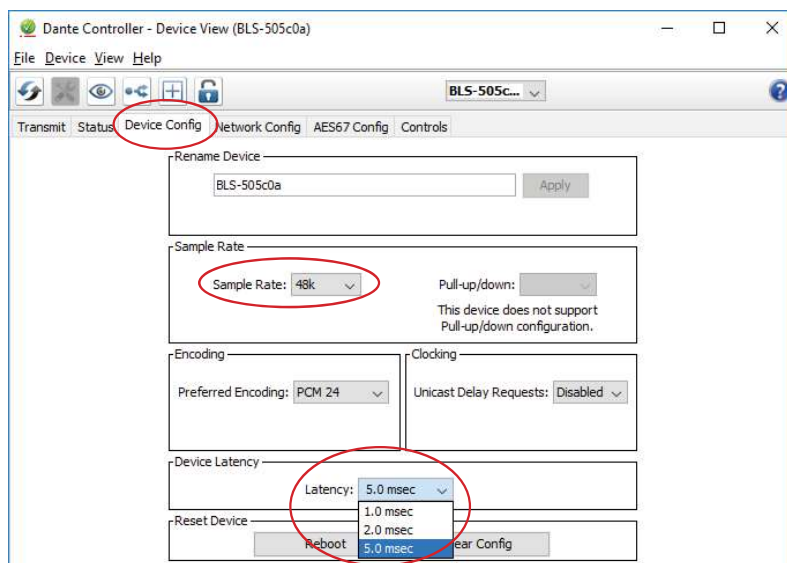 Dante Controller - Device View (BLS-505c0a)
File Device View Help
BLS-505c...
Transmit Status Device Config Network Config AES67 Config Controls
Rename Device
BLS-505c0a Apply
Sample Rate
Sample Rate: 48k Pull-up/down:
This device does not support
Pull-up/down configuration.
Encoding Clocking
Preferred Encoding: PCM 24 Unicast Delay Requests: Disabled
Device Latency
Latency: 5.0 msec
1.0 msec
Reset Device
2.0 msec
Reboot 5.0 msec ear Config